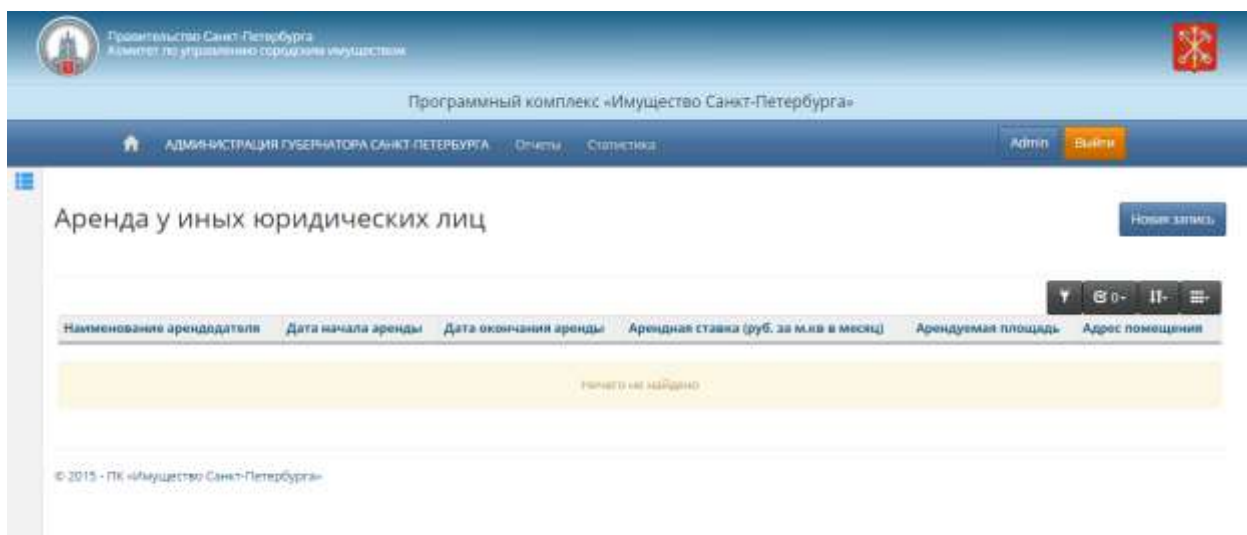 Правительство Санкт-Петербурга
Комитет по управлению городским имуществом
Программный комплекс «Имущество Санкт-Петербурга»
АДМИНИСТРАЦИЯ ГУБЕРНАТОРА САНКТ-ПЕТЕРБУРГА Отчеты Статистика Admin Выйти
Аренда у иных юридических лиц Новая запись
0
Наименование арендодателя Дата начала аренды Дата окончания аренды Арендная ставка (руб. за м.кв в месяц) Арендуемая площадь Адрес помещения
Ничего не найдено
© 2015 - ПК «Имущество Санкт-Петербурга»